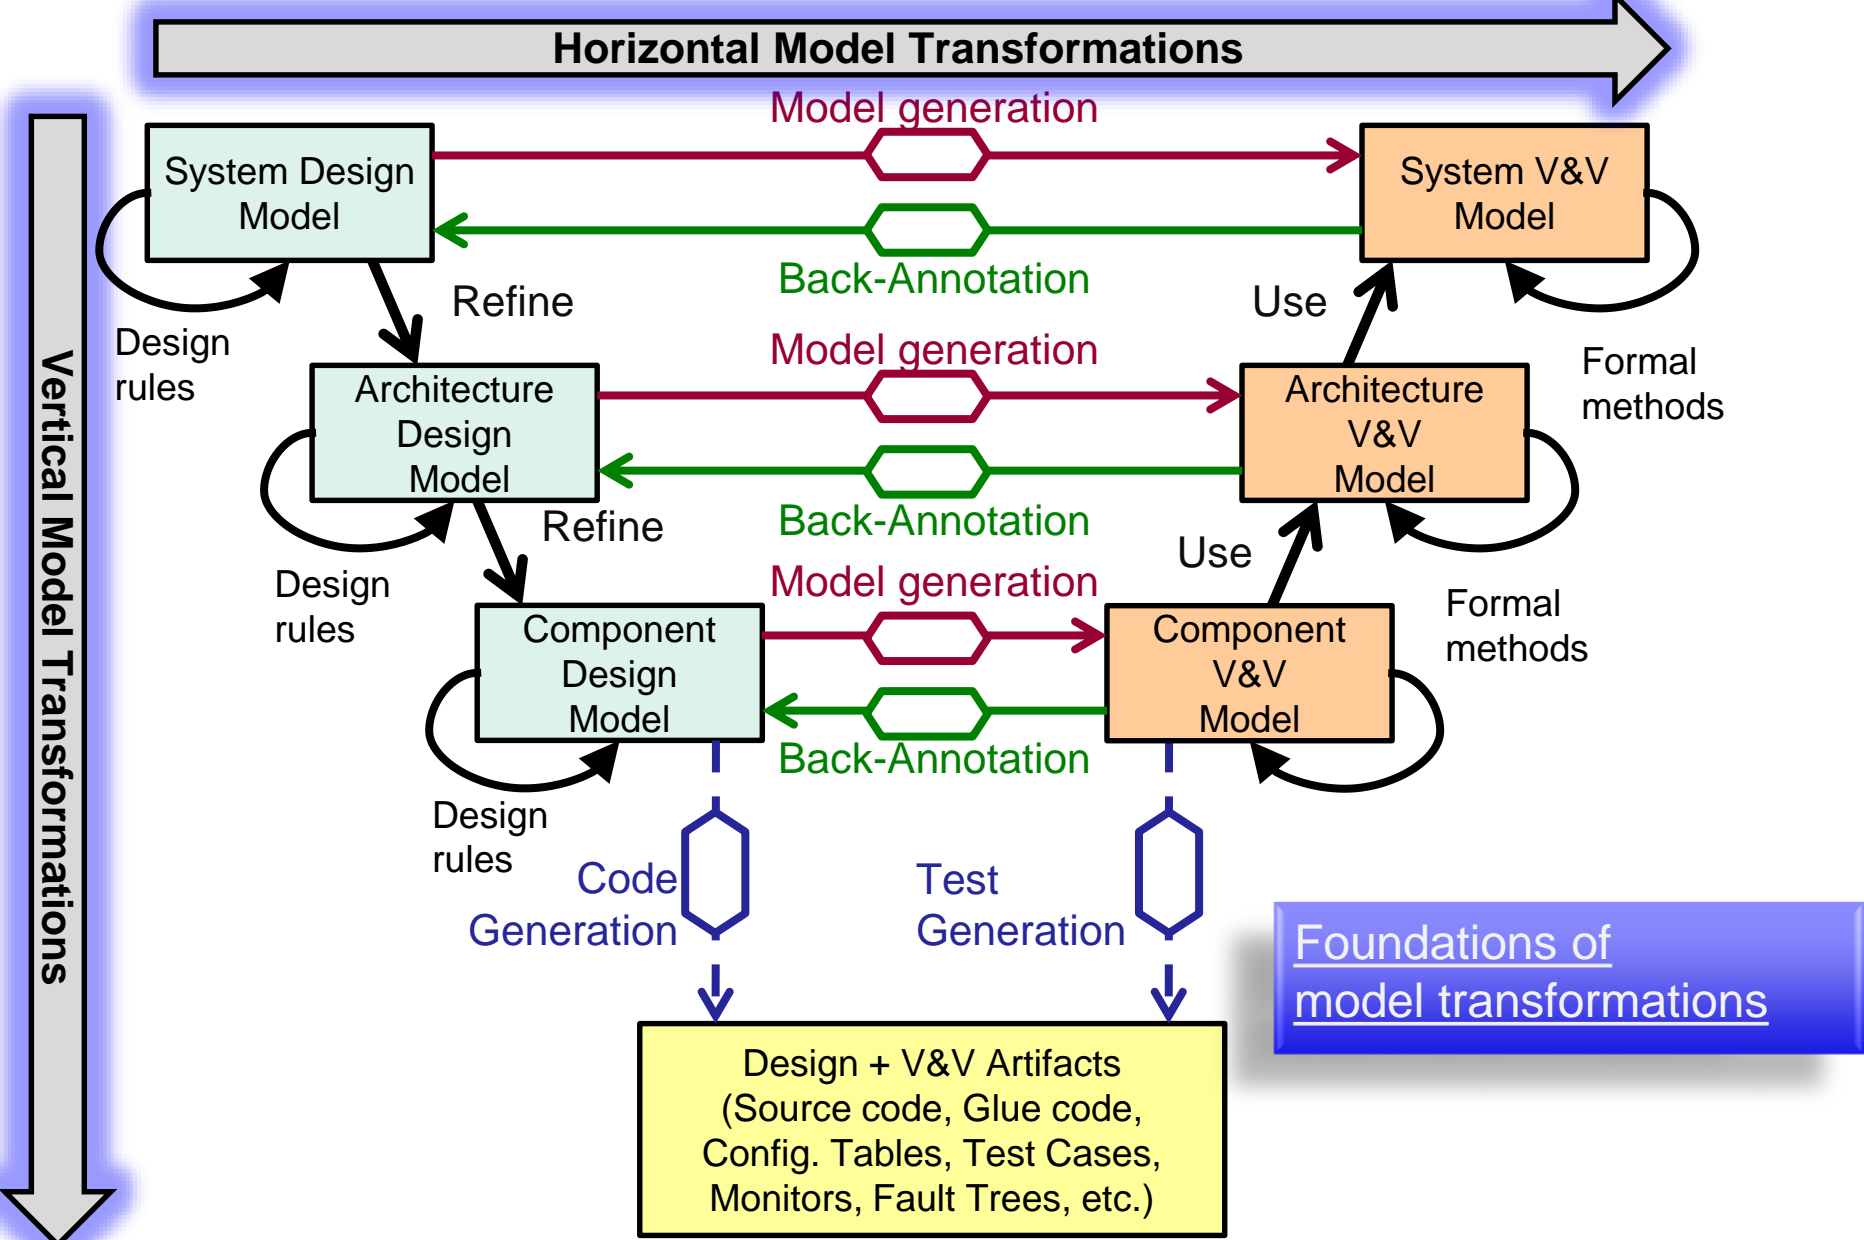 Horizontal Model Transformations
Vertical Model Transformations
Model generation
System Design
Model
System V&V
Model
Back-Annotation
Refine
Use
Design
rules
Formal
methods
Model generation
Architecture
Design
Model
Architecture
V&V
Model
Back-Annotation
Refine
Use
Design
rules
Formal
methods
Model generation
Component
Design
Model
Component
V&V
Model
Back-Annotation
Design
rules
Code
Generation
Test
Generation
Foundations of
model transformations
Design + V&V Artifacts
(Source code, Glue code,
Config. Tables, Test Cases,
Monitors, Fault Trees, etc.)